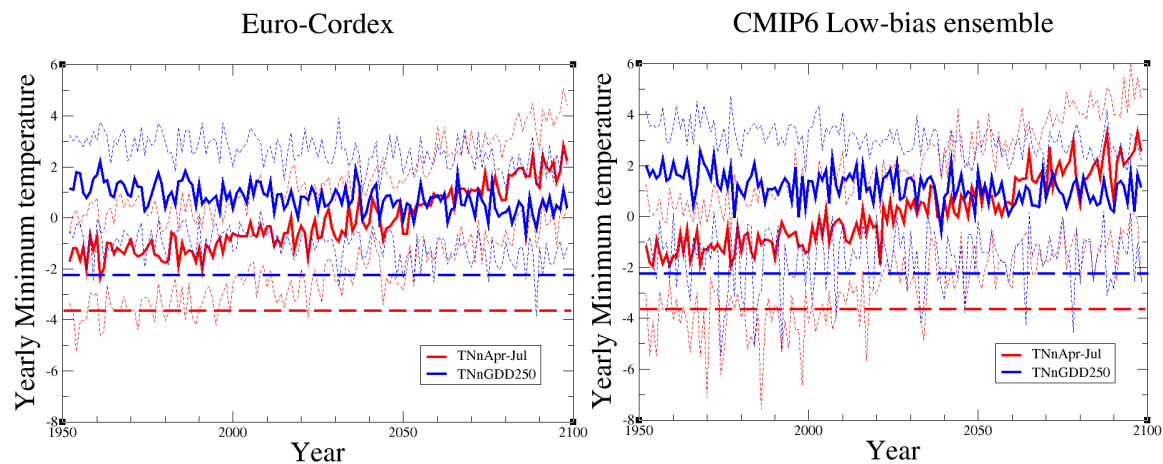 Euro-Cordex
CMIP6 Low-bias ensemble
Yearly Minimum temperature
6
4
2
0
-2
-4
-6
-8
1950
2000
2050
2100
Year
TNnApr-Jul
TNnGDD250
Yearly Minimum temperature
6
4
2
0
-2
-4
-6
-8
1950
2000
2050
2100
Year
TNnApr-Jul
TNnGDD250